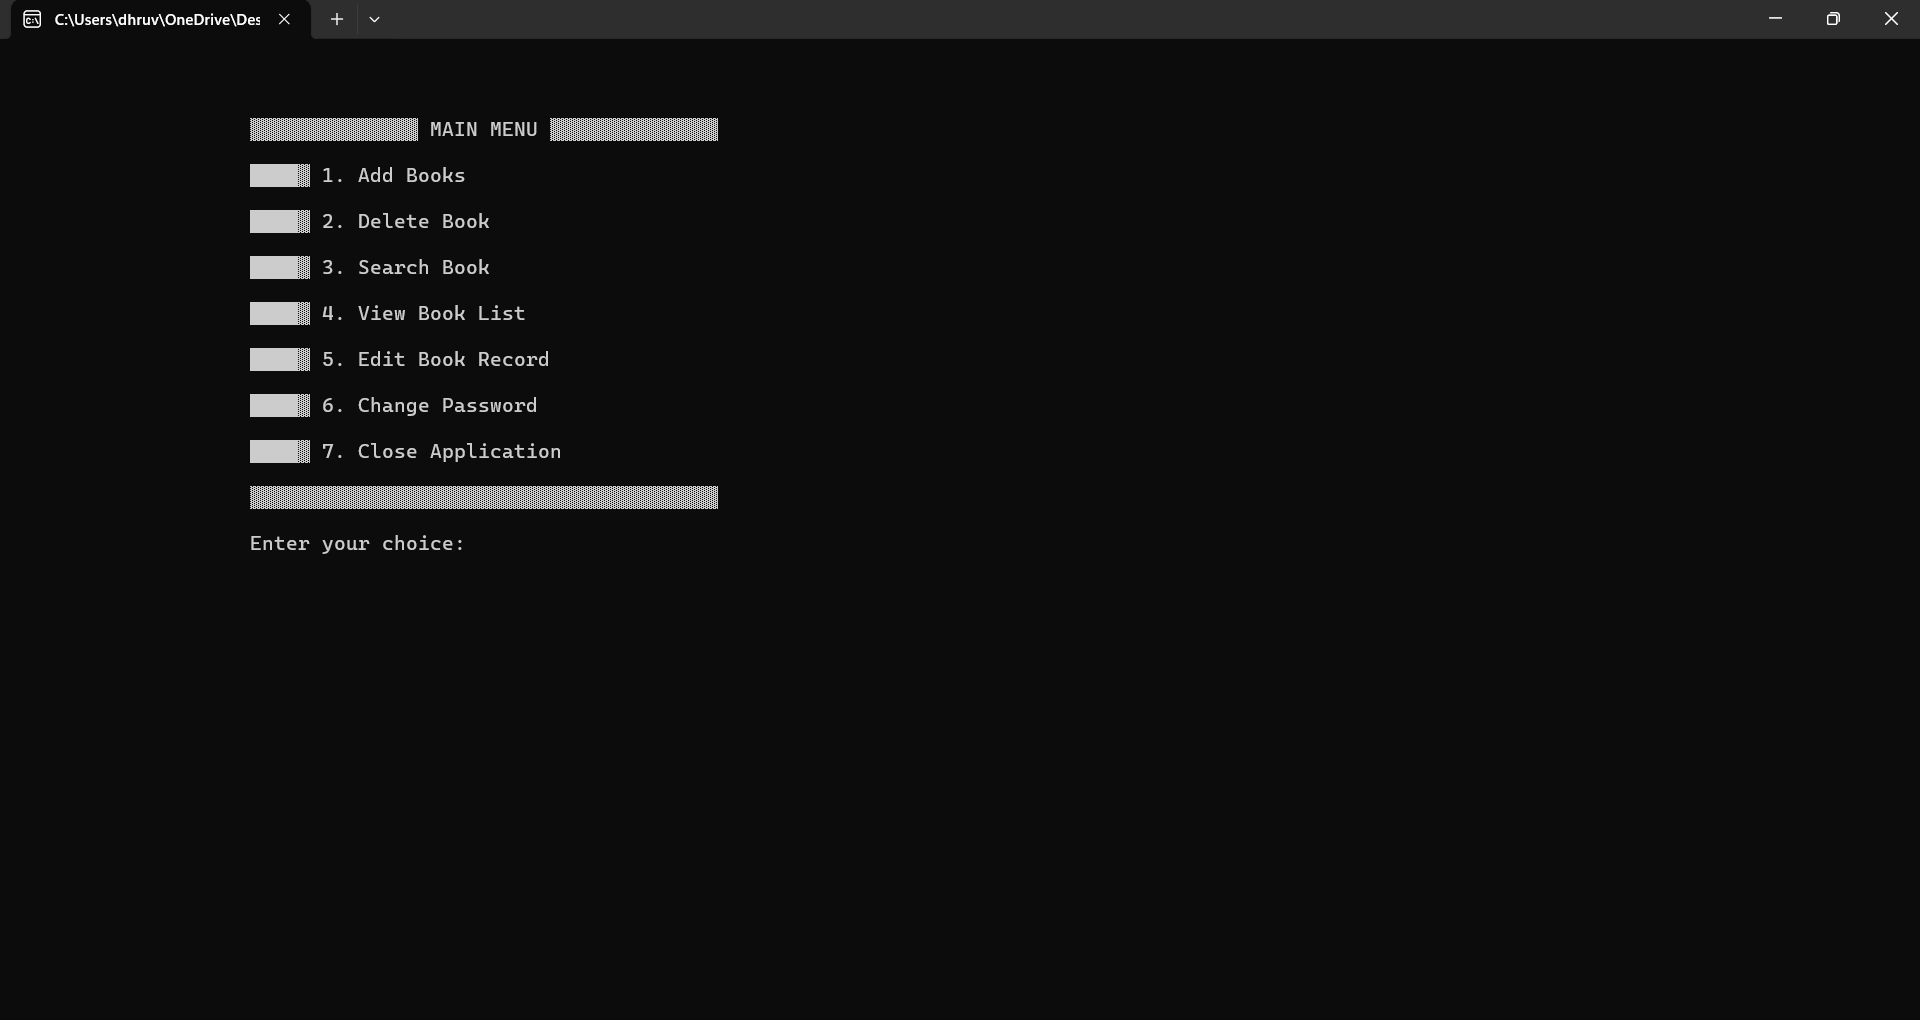 C:\Users\dhruv\OneDrive\Des
MAIN MENU
1. Add Books
2. Delete Book
3. Search Book
4. View Book List
5. Edit Book Record
6. Change Password
7. Close Application
Enter your choice: